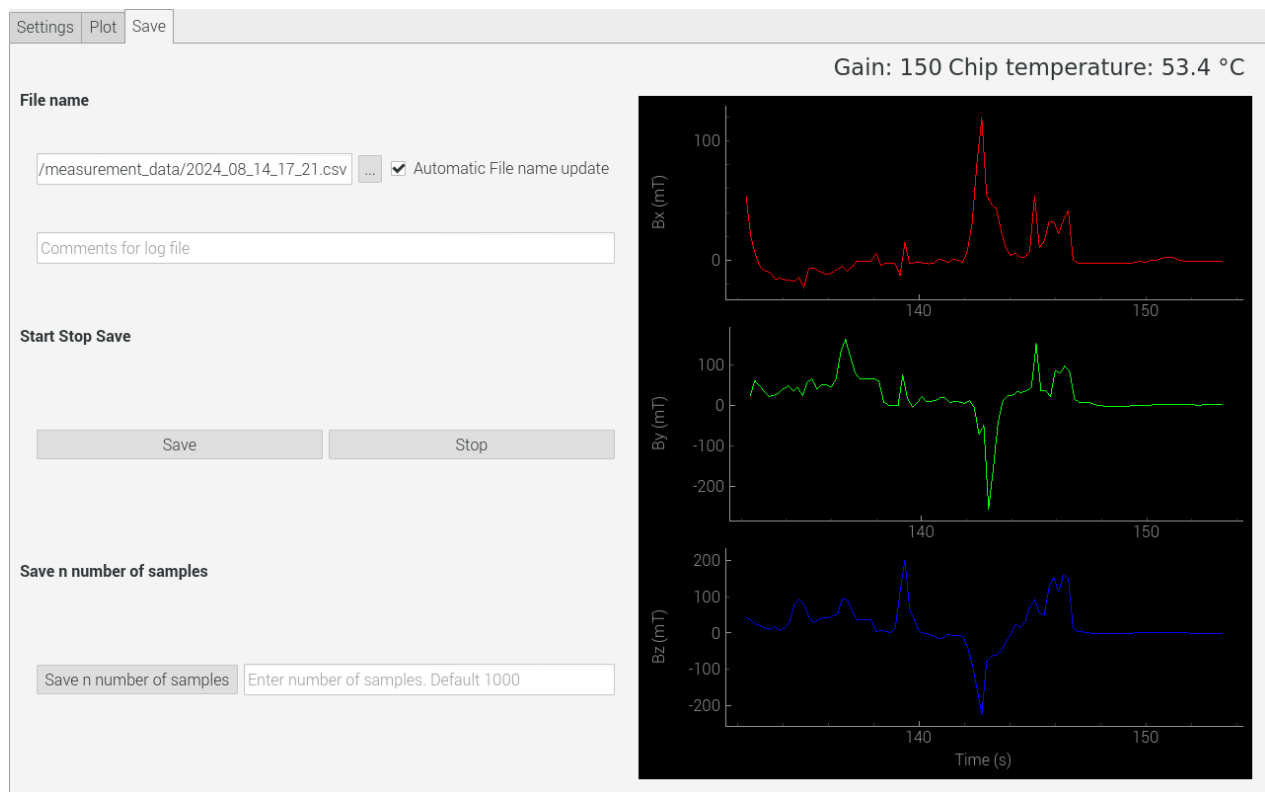 Settings Plot Save
Gain: 150 Chip temperature: 53.4 °C
File name
/measurement_data/2024_08_14_17_21.csv ... Automatic File name update
Comments for log file
Start Stop Save
Save Stop
Save n number of samples
Save n number of samples Enter number of samples. Default 1000
Bx (mT)
100
0
140 150
By (mT)
100
0
-100
-200
140 150
Bz (mT)
200
100
0
-100
-200
140 150
Time (s)